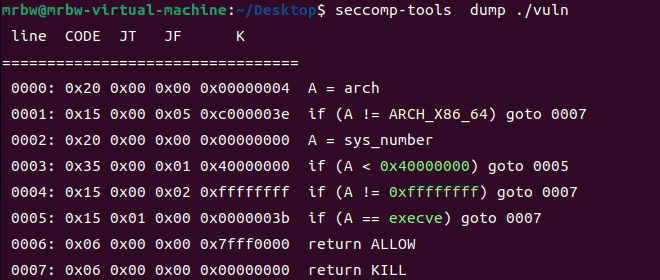 mrbw@mrbw-virtual-machine:~/Desktop$ seccomp-tools  dump ./vuln
 line  CODE  JT   JF      K
=================================
 0000: 0x20 0x00 0x00 0x00000004  A = arch
 0001: 0x15 0x00 0x05 0xc000003e  if (A != ARCH_X86_64) goto 0007
 0002: 0x20 0x00 0x00 0x00000000  A = sys_number
 0003: 0x35 0x00 0x01 0x40000000  if (A < 0x40000000) goto 0005
 0004: 0x15 0x00 0x02 0xffffffff  if (A != 0xffffffff) goto 0007
 0005: 0x15 0x01 0x00 0x0000003b  if (A == execve) goto 0007
 0006: 0x06 0x00 0x00 0x7fff0000  return ALLOW
 0007: 0x06 0x00 0x00 0x00000000  return KILL